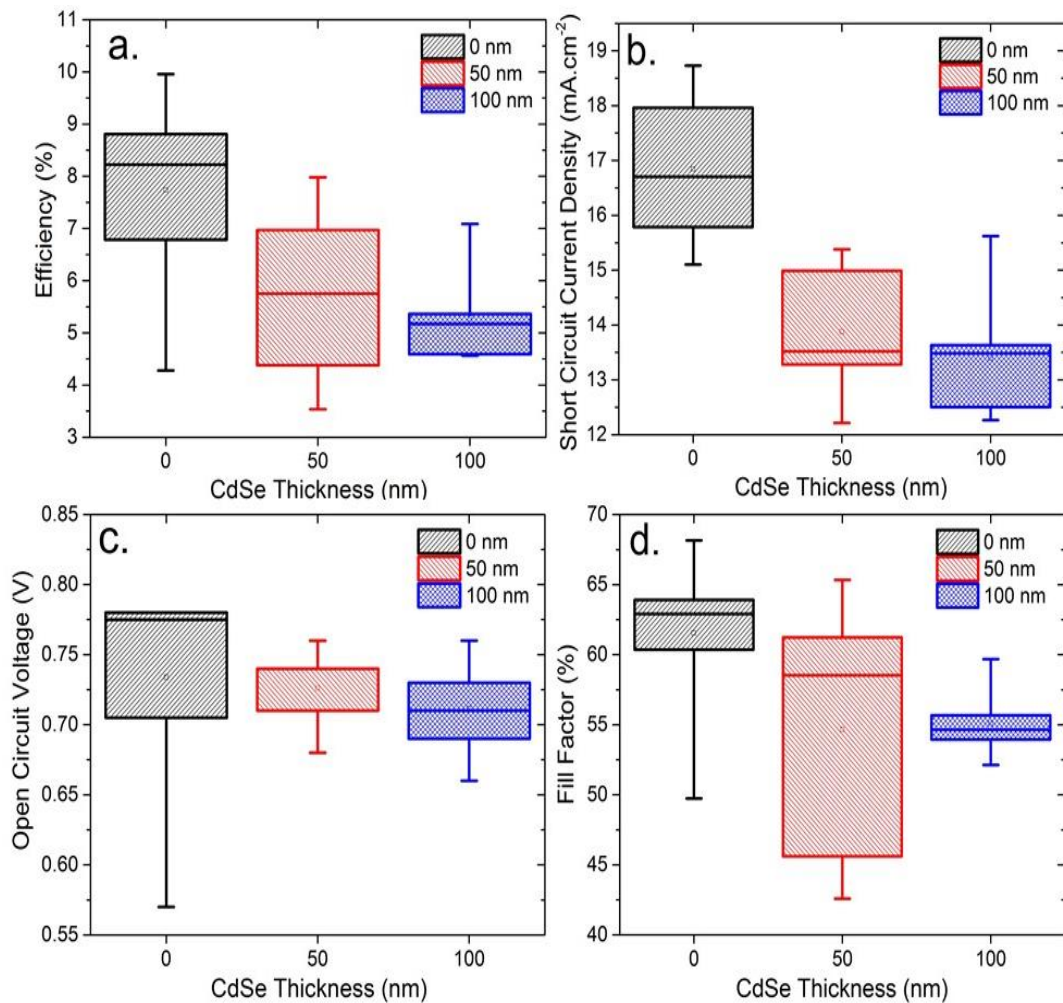 a.
0 nm
50 nm
100 nm
11
10
9
8
7
6
5
4
3
Efficiency (%)
0
50
100
CdSe Thickness (nm)
b.
0 nm
50 nm
100 nm
19
18
17
16
15
14
13
12
Short Circuit Current Density (mA.cm⁻²)
0
50
100
CdSe Thickness (nm)
c.
0 nm
50 nm
100 nm
0.85
0.80
0.75
0.70
0.65
0.60
0.55
Open Circuit Voltage (V)
0
50
100
CdSe Thickness (nm)
d.
0 nm
50 nm
100 nm
70
65
60
55
50
45
40
Fill Factor (%)
0
50
100
CdSe Thickness (nm)